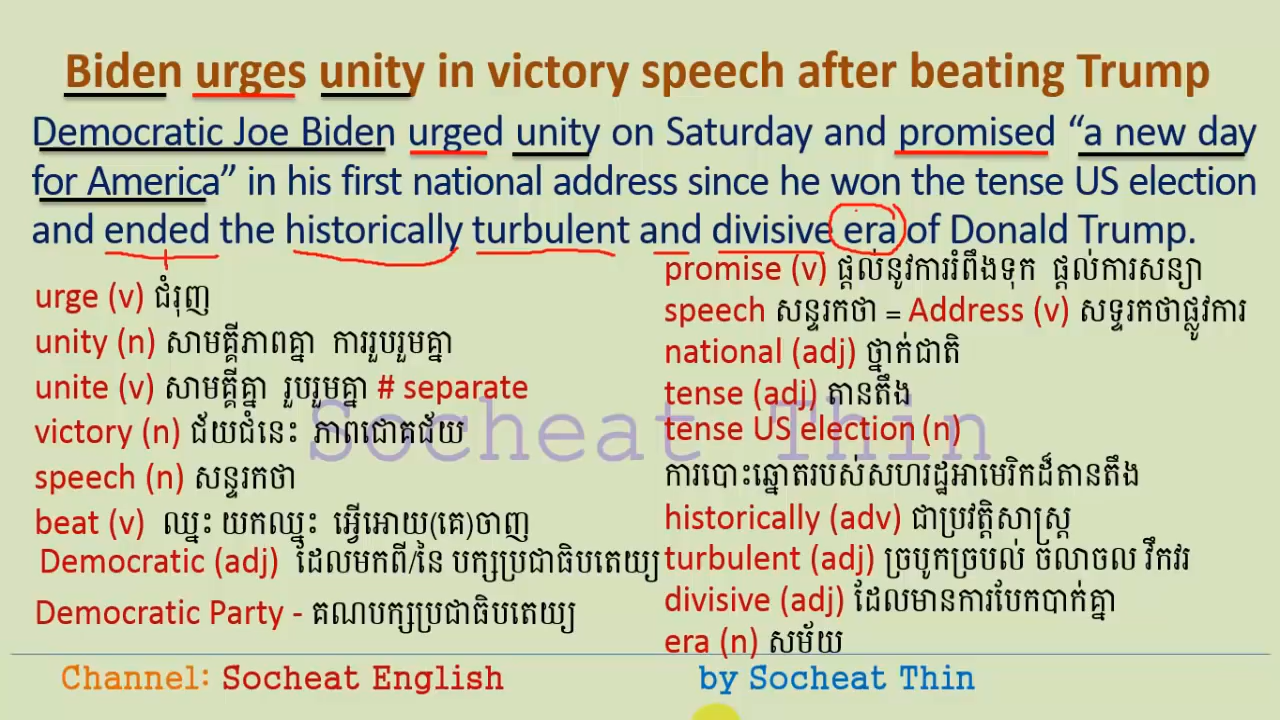 Biden urges unity in victory speech after beating Trump
Democratic Joe Biden urged unity on Saturday and promised “a new day
for America” in his first national address since he won the tense US election
and ended the historically turbulent and divisive era of Donald Trump.
urge (v) ជំរុញ
unity (n) សាមគ្គីភាពគ្នា ការរួបរួមគ្នា
unite (v) សាមគ្គីគ្នា រួបរួមគ្នា # separate
victory (n) ជ័យជំនេះ ភាពជោគជ័យ
speech (n) សន្ទរកថា
beat (v) ឈ្នះ យកឈ្នះ ធ្វើអោយ(គេ)ចាញ
Democratic (adj) ដែលមកពី/នៃ បក្សប្រជាធិបតេយ្យ
Democratic Party - គណបក្សប្រជាធិបតេយ្យ
promise (v) ផ្តល់នូវការរំពឹងទុក ផ្តល់ការសន្យា
speech សន្ទរកថា = Address (v) សទ្ទរកថាផ្លូវការ
national (adj) ថ្នាក់ជាតិ
tense (adj) តានតឹង
tense US election (n)
ការបោះឆ្នោតរបស់សហរដ្ឋអាមេរិកដ៏តានតឹង
historically (adv) ជាប្រវត្តិសាស្ត្រ
turbulent (adj) ច្របូកច្របល់ ចលាចល វឹកវរ
divisive (adj) ដែលមានការបែកបាក់គ្នា
era (n) សម័យ
Socheat Thin
Channel: Socheat English
by Socheat Thin